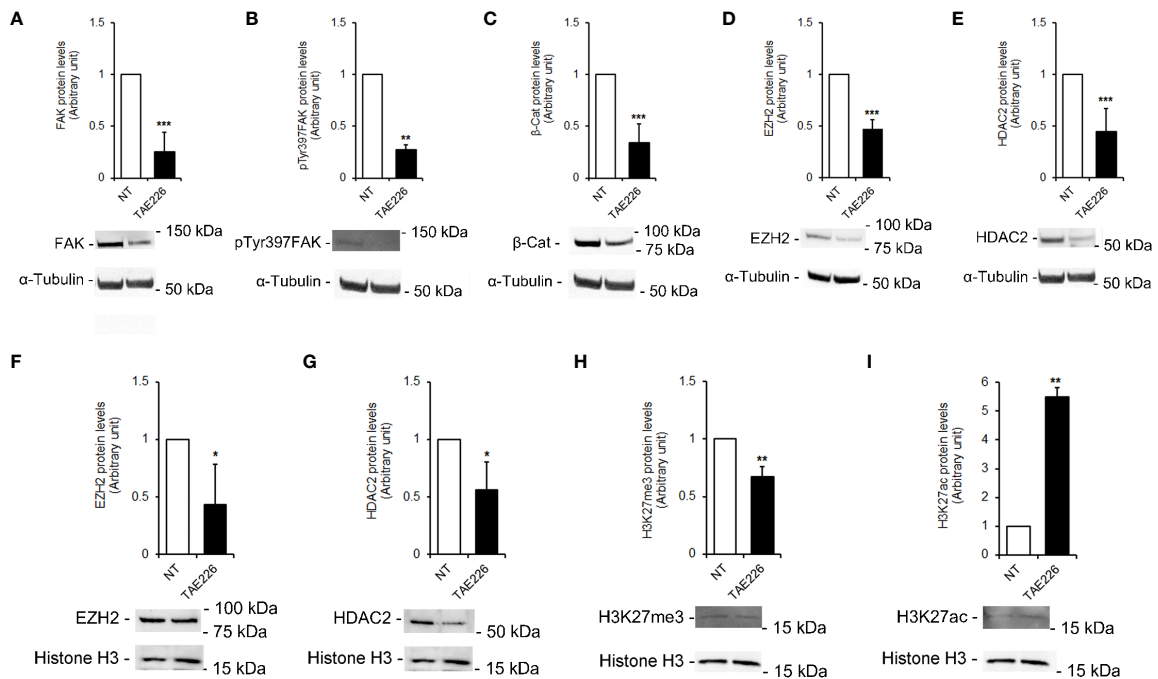 A
FAK protein levels
(Arbitrary unit)
1.5
1
0.5
0
***
NT
TAE226
FAK -
- 150 kDa
α-Tubulin -
- 50 kDa
B
pTyr397FAK protein levels
(Arbitrary unit)
1.5
1
0.5
0
**
NT
TAE226
pTyr397FAK -
- 150 kDa
α-Tubulin -
- 50 kDa
C
β-Cat protein levels
(Arbitrary unit)
1.5
1
0.5
0
***
NT
TAE226
β-Cat -
- 100 kDa
- 75 kDa
α-Tubulin -
- 50 kDa
D
EZH2 protein levels
(Arbitrary unit)
1.5
1
0.5
0
***
NT
TAE226
EZH2 -
- 100 kDa
- 75 kDa
α-Tubulin -
- 50 kDa
E
HDAC2 protein levels
(Arbitrary unit)
1.5
1
0.5
0
***
NT
TAE226
HDAC2 -
- 50 kDa
α-Tubulin -
- 50 kDa
F
EZH2 protein levels
(Arbitrary unit)
1.5
1
0.5
0
*
NT
TAE226
EZH2 -
- 100 kDa
- 75 kDa
Histone H3 -
- 15 kDa
G
HDAC2 protein levels
(Arbitrary unit)
1.5
1
0.5
0
*
NT
TAE226
HDAC2 -
- 50 kDa
Histone H3 -
- 15 kDa
H
H3K27me3 protein levels
(Arbitrary unit)
1.5
1
0.5
0
**
NT
TAE226
H3K27me3 -
- 15 kDa
Histone H3 -
- 15 kDa
I
H3K27ac protein levels
(Arbitrary unit)
6
5
4
3
2
1
0
**
NT
TAE226
H3K27ac -
- 15 kDa
Histone H3 -
- 15 kDa